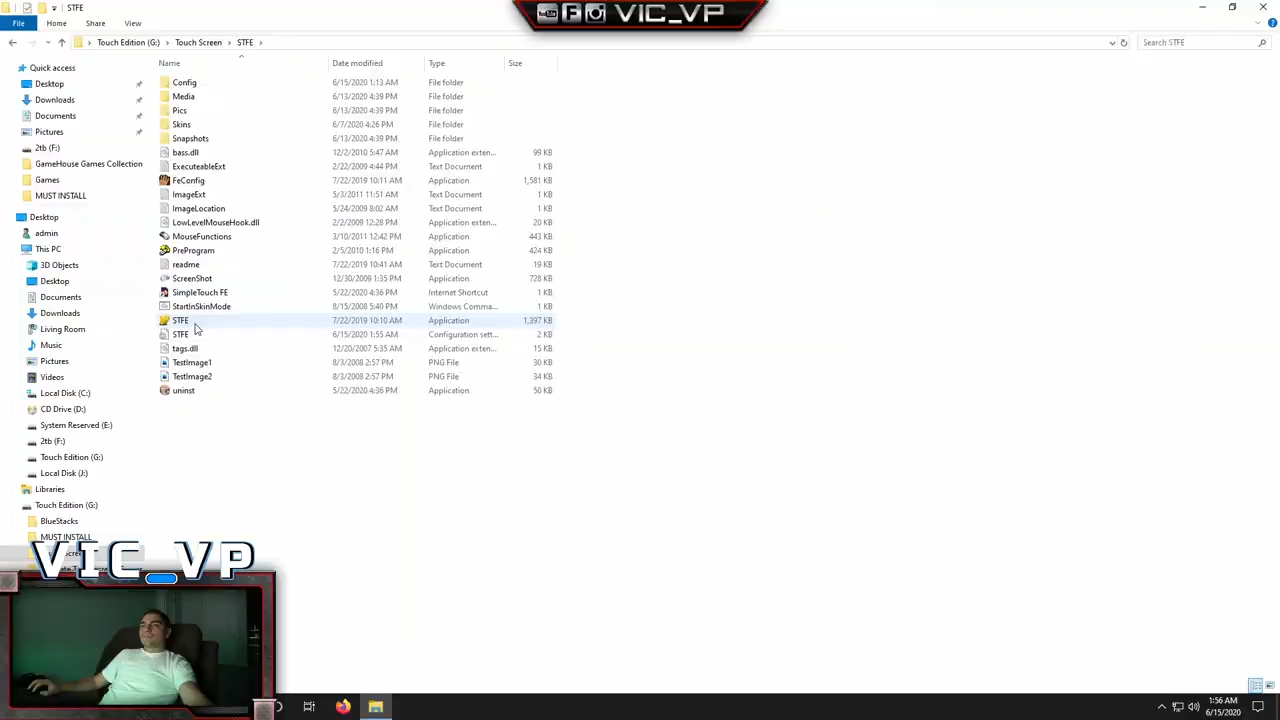 STFE
VIC_VP
File Home Share View
Touch Edition (G:) Touch Screen STFE
Search STFE
Name Date modified Type Size
Quick access
Desktop
Downloads
Documents
Pictures
2tb (F:)
GameHouse Games Collection
Games
MUST INSTALL
Desktop
admin
This PC
3D Objects
Desktop
Documents
Downloads
Living Room
Music
Pictures
Videos
Local Disk (C:)
CD Drive (D:)
System Reserved (E:)
2tb (F:)
Touch Edition (G:)
Local Disk (J:)
Libraries
Touch Edition (G:)
BlueStacks
MUST INSTALL
Config 6/15/2020 1:13 AM File folder
Media 6/13/2020 4:39 PM File folder
Pics 6/13/2020 4:39 PM File folder
Skins 6/7/2020 4:26 PM File folder
Snapshots 6/13/2020 4:39 PM File folder
bass.dll 12/2/2010 5:47 AM Application exten... 99 KB
ExecuteableExt 2/22/2009 4:44 PM Text Document 1 KB
FeConfig 7/22/2019 10:11 AM Application 1,581 KB
ImageExt 5/3/2011 11:51 AM Text Document 1 KB
ImageLocation 5/24/2009 8:02 AM Text Document 1 KB
LowLevelMouseHook.dll 2/2/2009 12:28 PM Application exten... 20 KB
MouseFunctions 3/10/2011 12:42 PM Application 443 KB
PreProgram 2/5/2010 1:16 PM Application 424 KB
readme 7/22/2019 10:41 AM Text Document 19 KB
ScreenShot 12/30/2009 1:35 PM Application 728 KB
SimpleTouch FE 5/22/2020 4:36 PM Internet Shortcut 1 KB
StartInSkinMode 8/15/2008 5:40 PM Windows Comma... 1 KB
STFE 7/22/2019 10:10 AM Application 1,397 KB
STFE 6/15/2020 1:55 AM Configuration sett... 2 KB
tags.dll 12/20/2007 5:35 AM Application exten... 15 KB
TestImage1 8/3/2008 2:57 PM PNG File 30 KB
TestImage2 8/3/2008 2:57 PM PNG File 34 KB
uninst 5/22/2020 4:36 PM Application 50 KB
VIC_VP
1:56 AM
6/15/2020